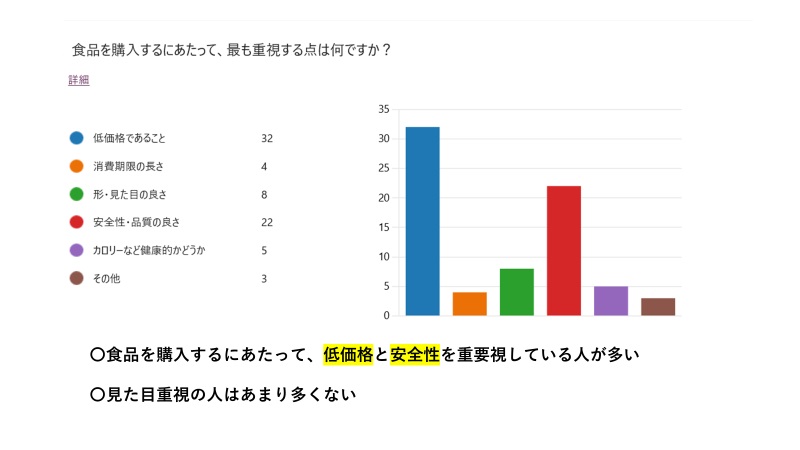 食品を購入するにあたって、最も重視する点は何ですか？
詳細
低価格であること 32
消費期限の長さ 4
形・見た目の良さ 8
安全性・品質の良さ 22
カロリーなど健康的かどうか 5
その他 3
35
30
25
20
15
10
5
0
〇食品を購入するにあたって、低価格と安全性を重要視している人が多い
〇見た目重視の人はあまり多くない